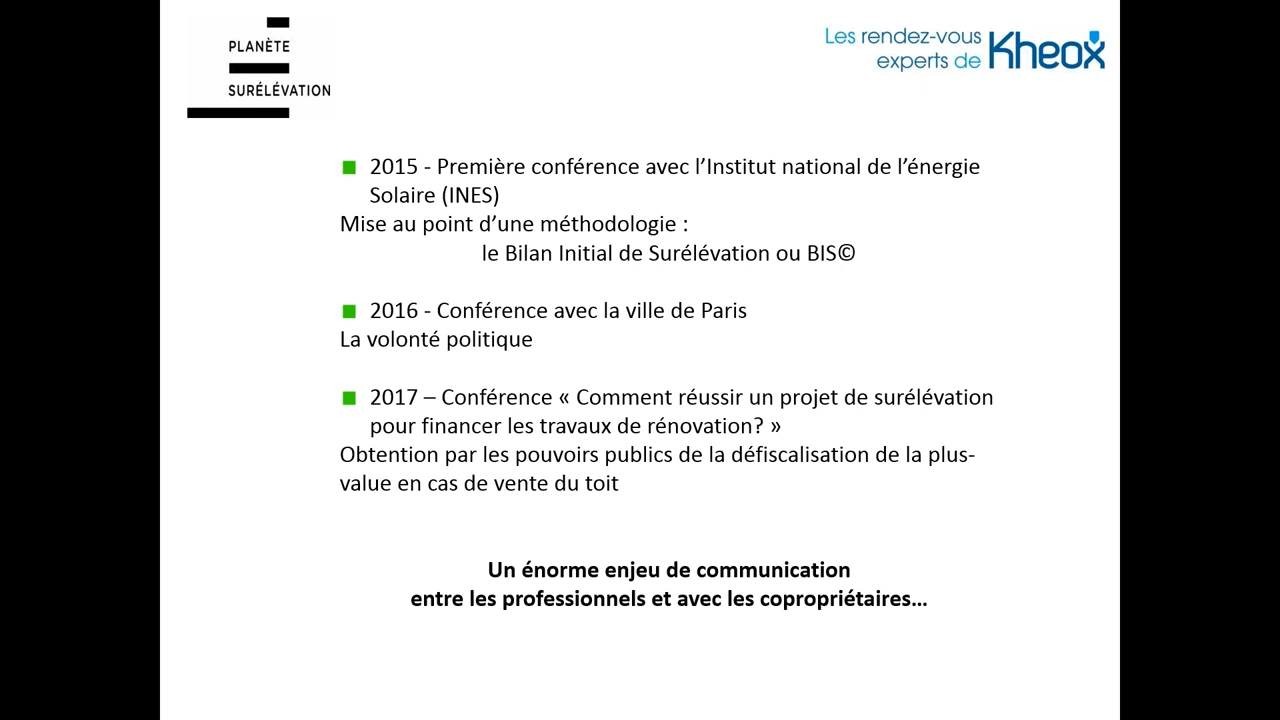 PLANÈTE
SURÉLÉVATION
Les rendez-vous
experts de Kheox
2015 - Première conférence avec l’Institut national de l’énergie
Solaire (INES)
Mise au point d’une méthodologie :
le Bilan Initial de Surélévation ou BIS©
2016 - Conférence avec la ville de Paris
La volonté politique
2017 – Conférence « Comment réussir un projet de surélévation
pour financer les travaux de rénovation? »
Obtention par les pouvoirs publics de la défiscalisation de la plus-
value en cas de vente du toit
Un énorme enjeu de communication
entre les professionnels et avec les copropriétaires…